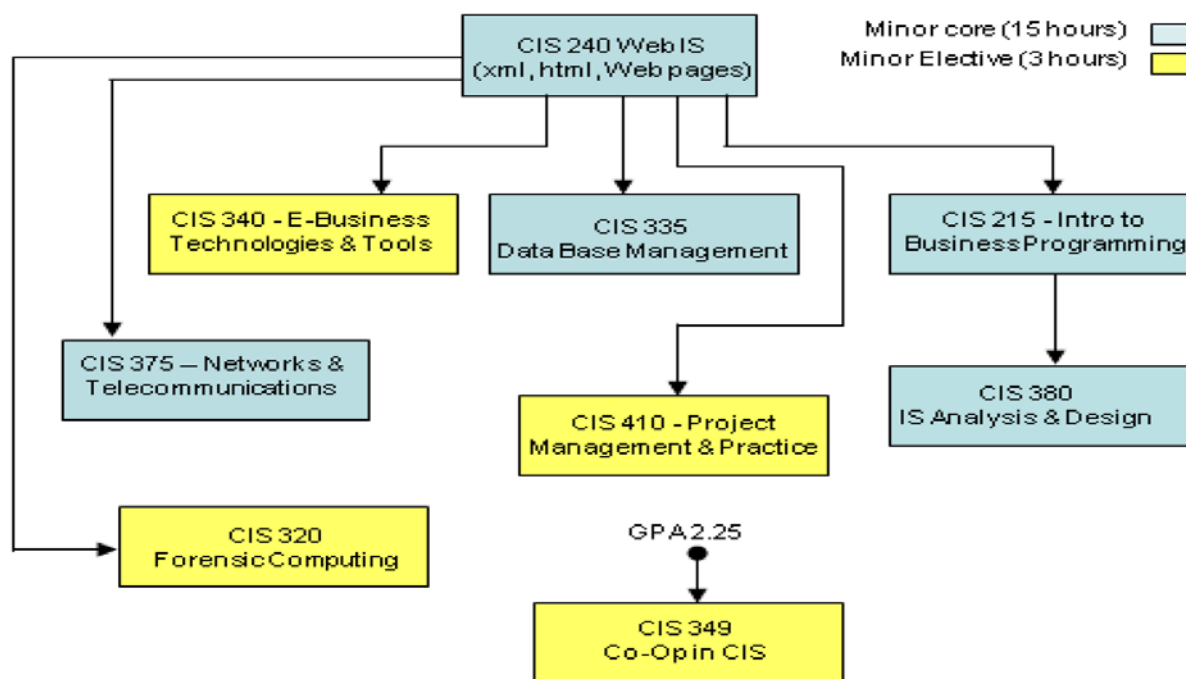 CIS 240 Web IS
(xml, html, Web pages)
Minor core (15 hours)
Minor Elective (3 hours)
CIS 340 - E-Business
Technologies & Tools
CIS 335
Data Base Management
CIS 215 - Intro to
Business Programming
CIS 375 – Networks &
Telecommunications
CIS 410 - Project
Management & Practice
CIS 380
IS Analysis & Design
CIS 320
Forensic Computing
GPA 2.25
CIS 349
Co-Op in CIS